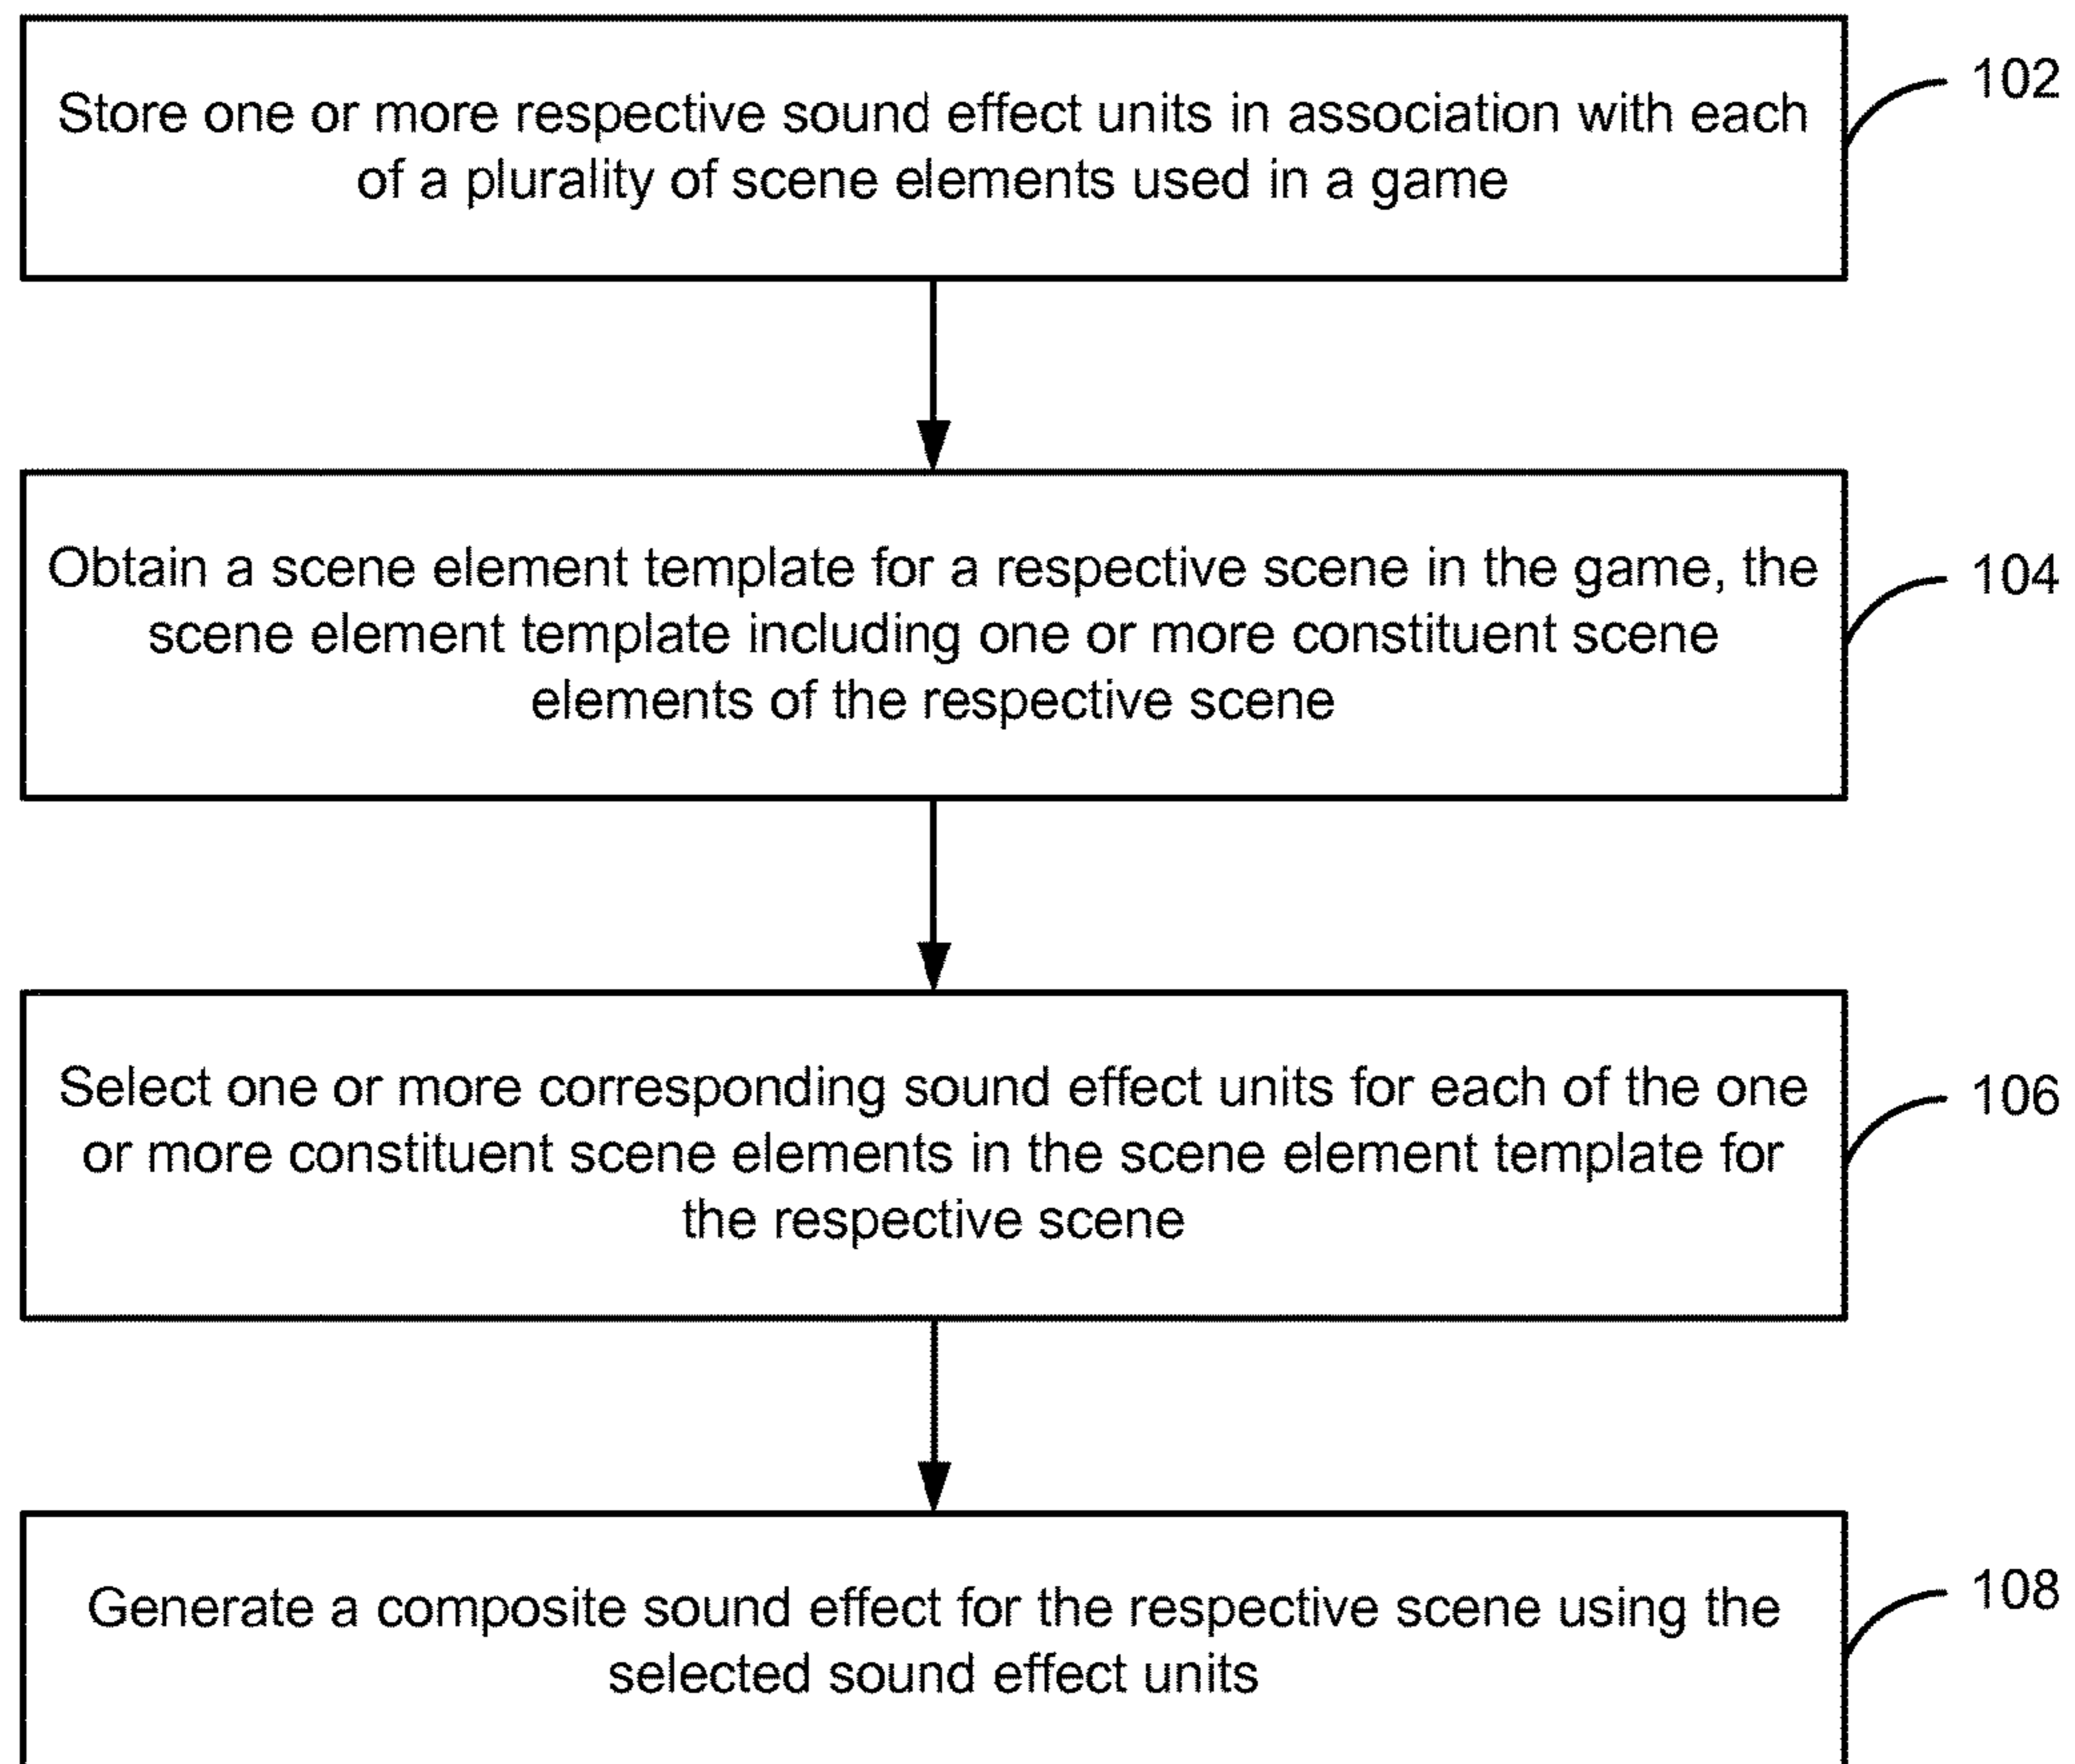 Store one or more respective sound effect units in association with each
of a plurality of scene elements used in a game
102
Obtain a scene element template for a respective scene in the game, the
scene element template including one or more constituent scene
elements of the respective scene
104
Select one or more corresponding sound effect units for each of the one
or more constituent scene elements in the scene element template for
the respective scene
106
Generate a composite sound effect for the respective scene using the
selected sound effect units
108